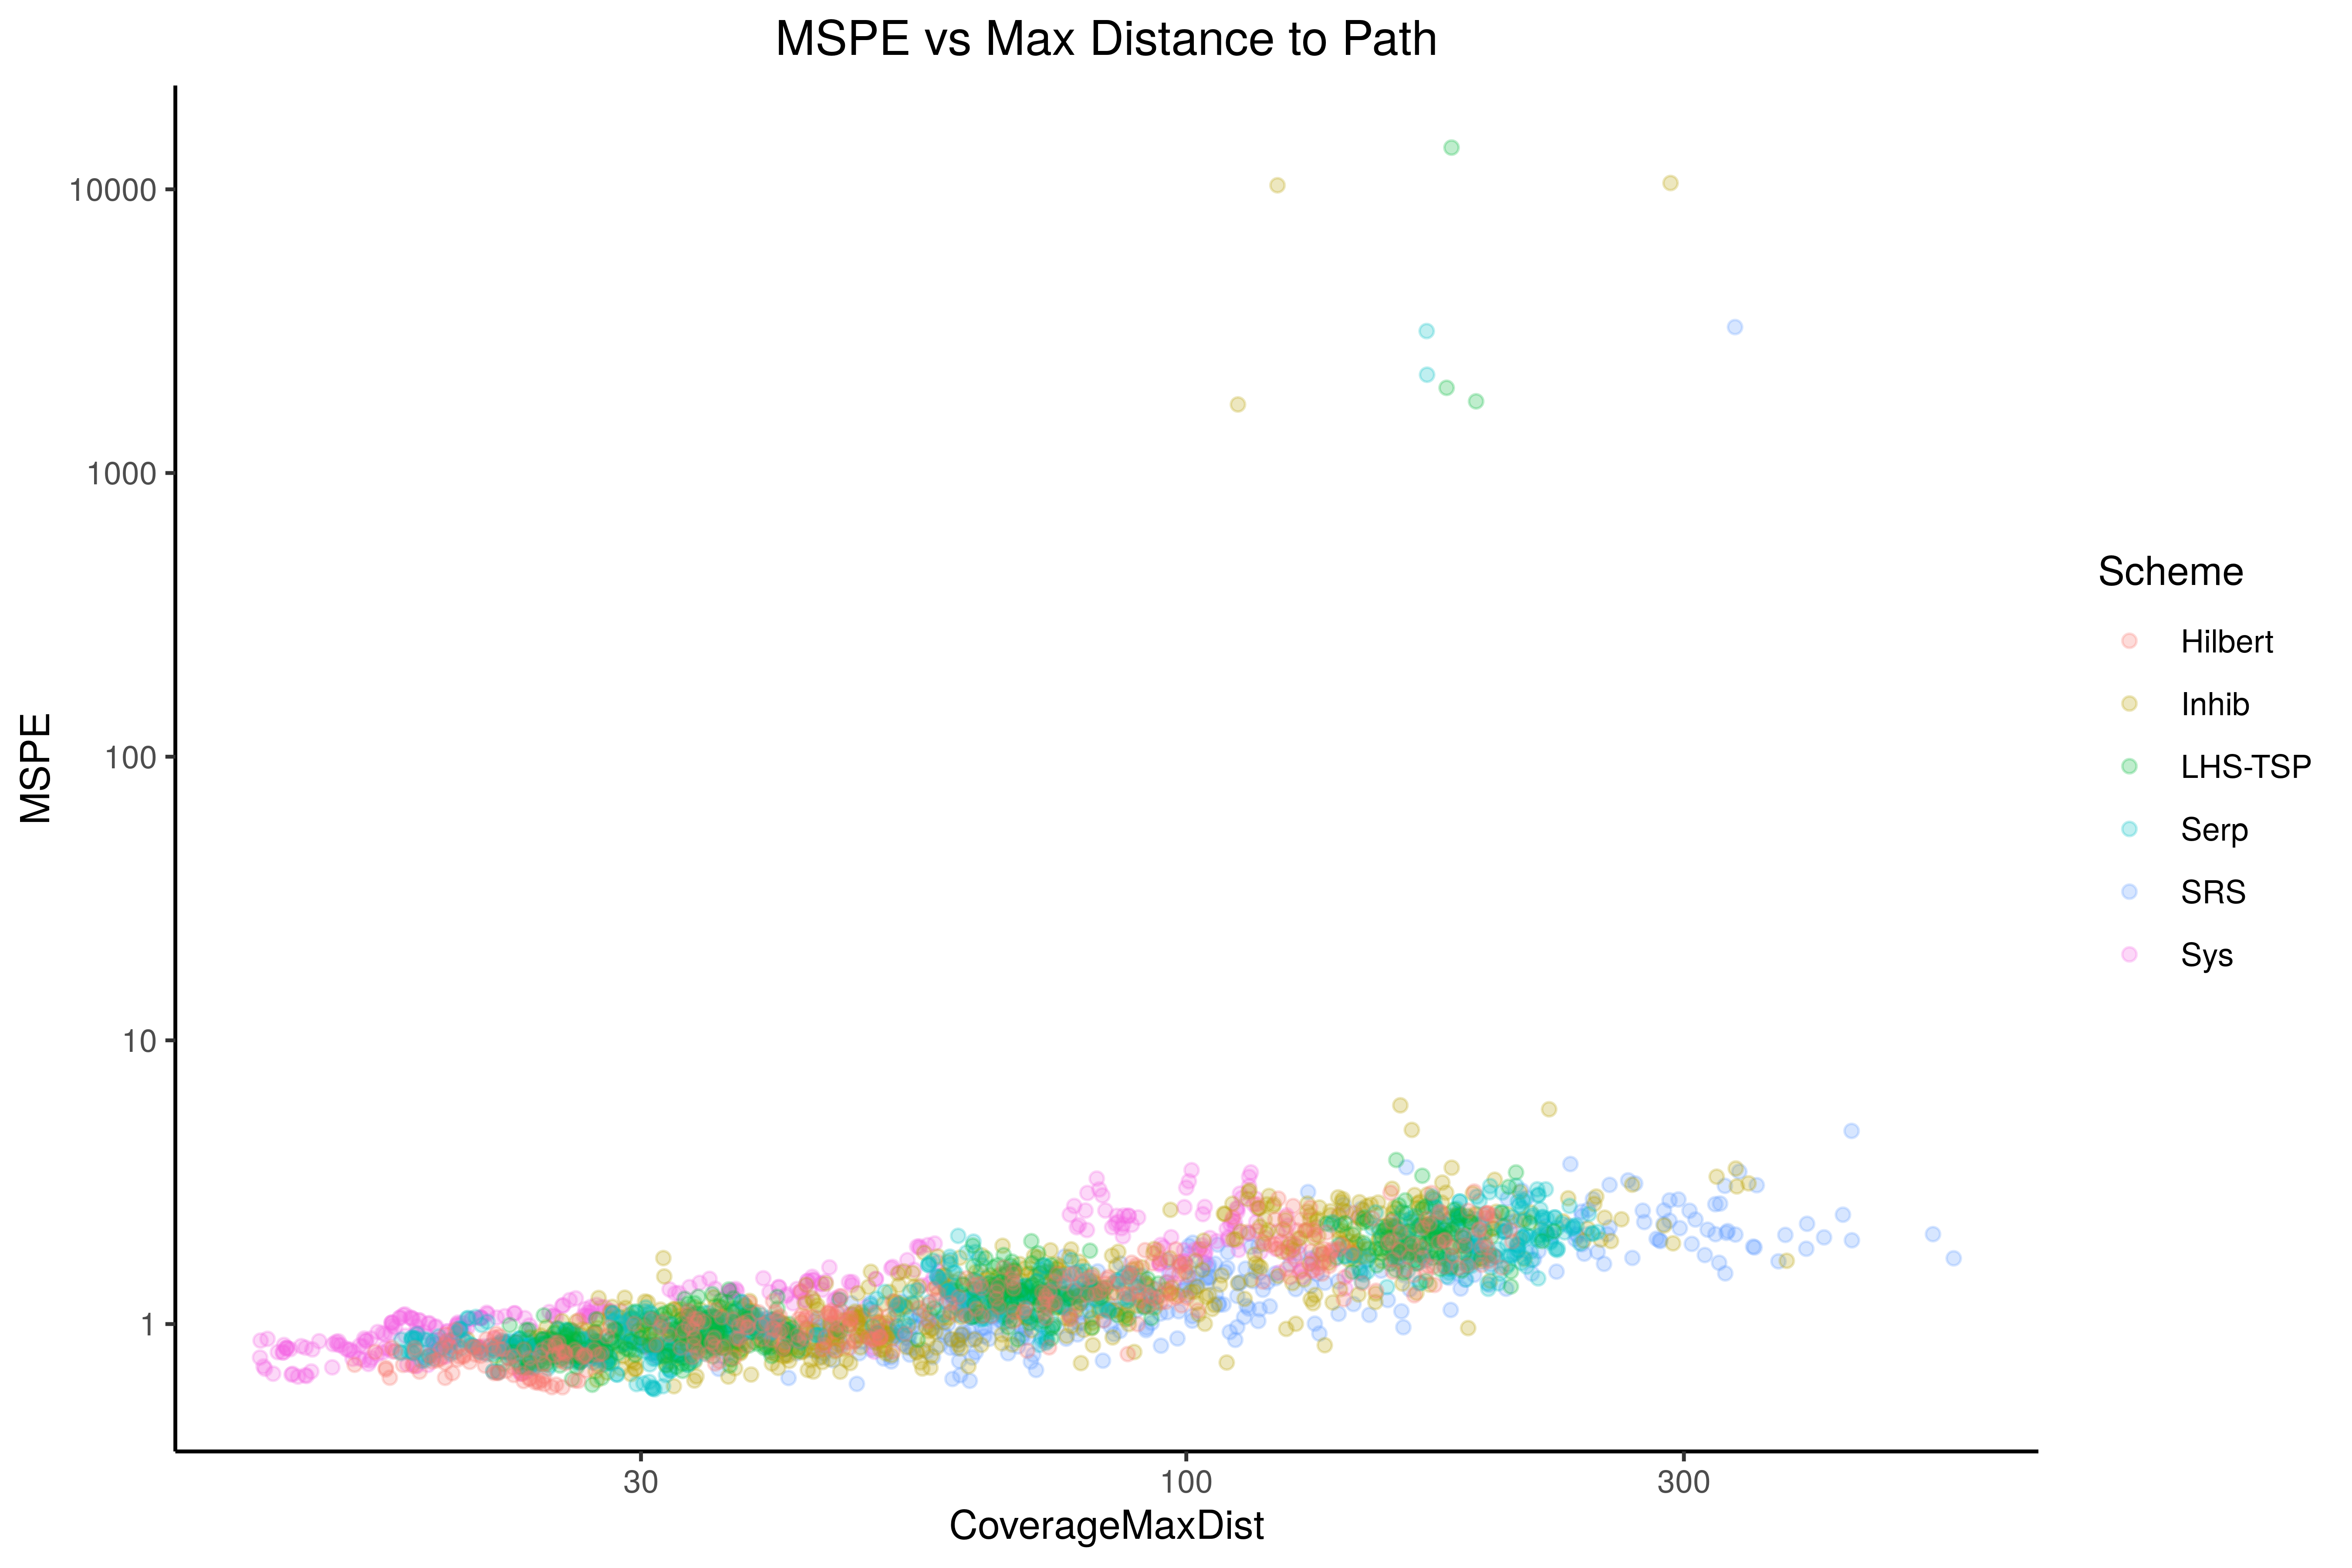 MSPE vs Max Distance to Path
MSPE
10000
1000
100
10
1
30
100
300
CoverageMaxDist
Scheme
Hilbert
Inhib
LHS-TSP
Serp
SRS
Sys